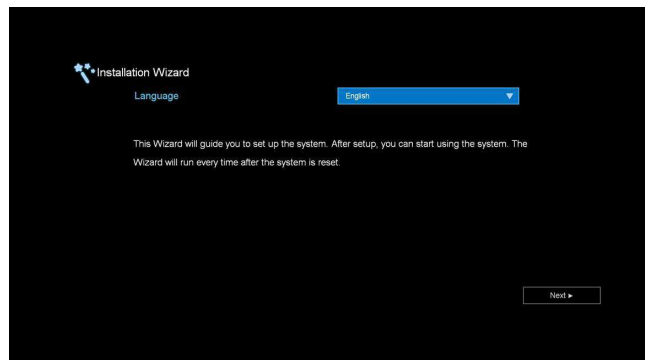 Installation Wizard
Language
English
This Wizard will guide you to set up the system. After setup, you can start using the system. The
Wizard will run every time after the system is reset.
Next